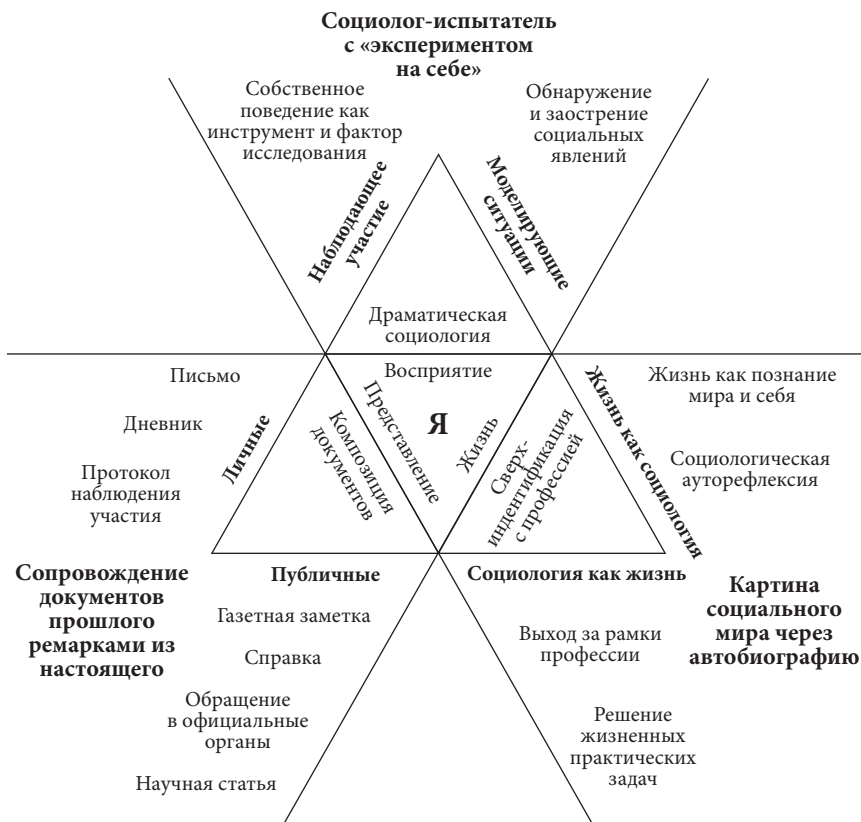 Социолог-испытатель
с «экспериментом
на себе»
Собственное
поведение как
инструмент и фактор
исследования
Обнаружение
и заострение
социальных
явлений
Наблюдающее
участие
Моделирующие
ситуации
Драматическая
социология
Восприятие
Представление
Я
Жизнь
Письмо
Дневник
Протокол
наблюдения
участия
Личные
Композиция
документов
Сверх-
индентификация
с профессией
Жизнь как социология
Жизнь как познание
мира и себя
Социологическая
ауторефлексия
Сопровождение
документов
прошлого
ремарками из
настоящего
Публичные
Газетная заметка
Справка
Обращение
в официальные
органы
Научная статья
Социология как жизнь
Выход за рамки
профессии
Решение
жизненных
практических
задач
Картина
социального
мира через
автобиографию